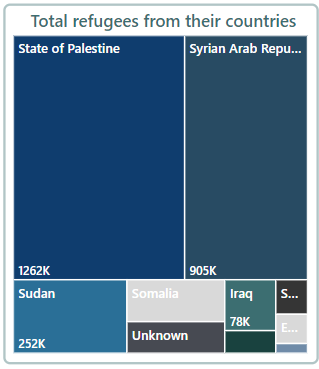 Total refugees from their countries
State of Palestine
Syrian Arab Repu...
1262K
905K
Sudan
Somalia
Iraq
S...
78K
E...
Unknown
252K